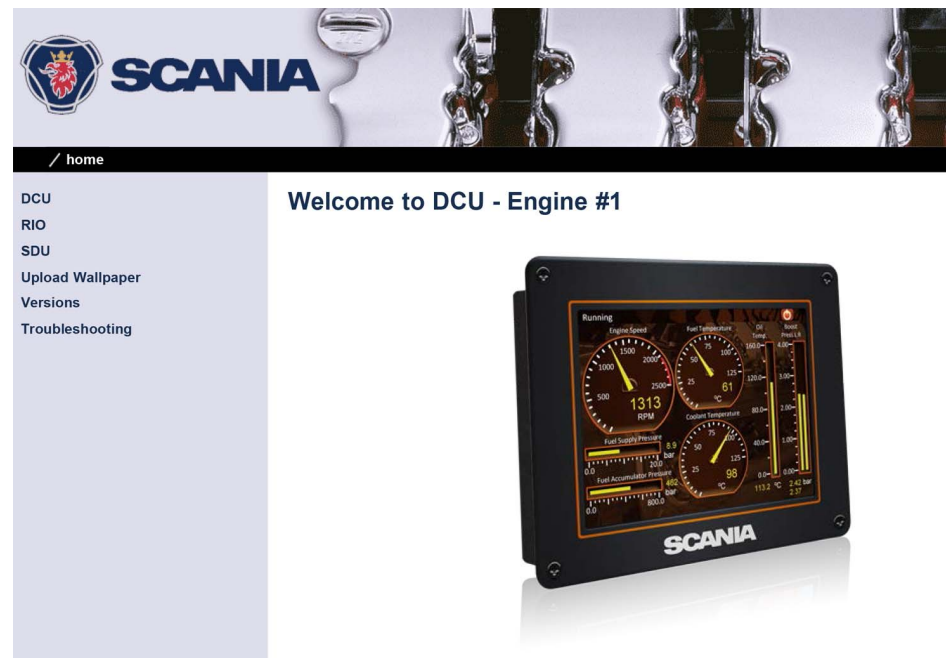 SCANIA
/ home
DCU
RIO
SDU
Upload Wallpaper
Versions
Troubleshooting
Welcome to DCU - Engine #1
Running
Engine Speed
500
1000
1500
2000
2500
1313
RPM
Fuel Temperature
25
50
75
100
125
61
°C
Oil
Temp.
160.0
120.0
80.0
40.0
0.0
113.2 °C
Boost
Press L R
4.00
3.00
2.00
1.00
0.00
2.42 bar
2.37
Fuel Supply Pressure
8.9
bar
0.0
20.0
Fuel Accumulator Pressure
462
bar
0.0
800.0
Coolant Temperature
25
50
75
100
125
98
°C
SCANIA